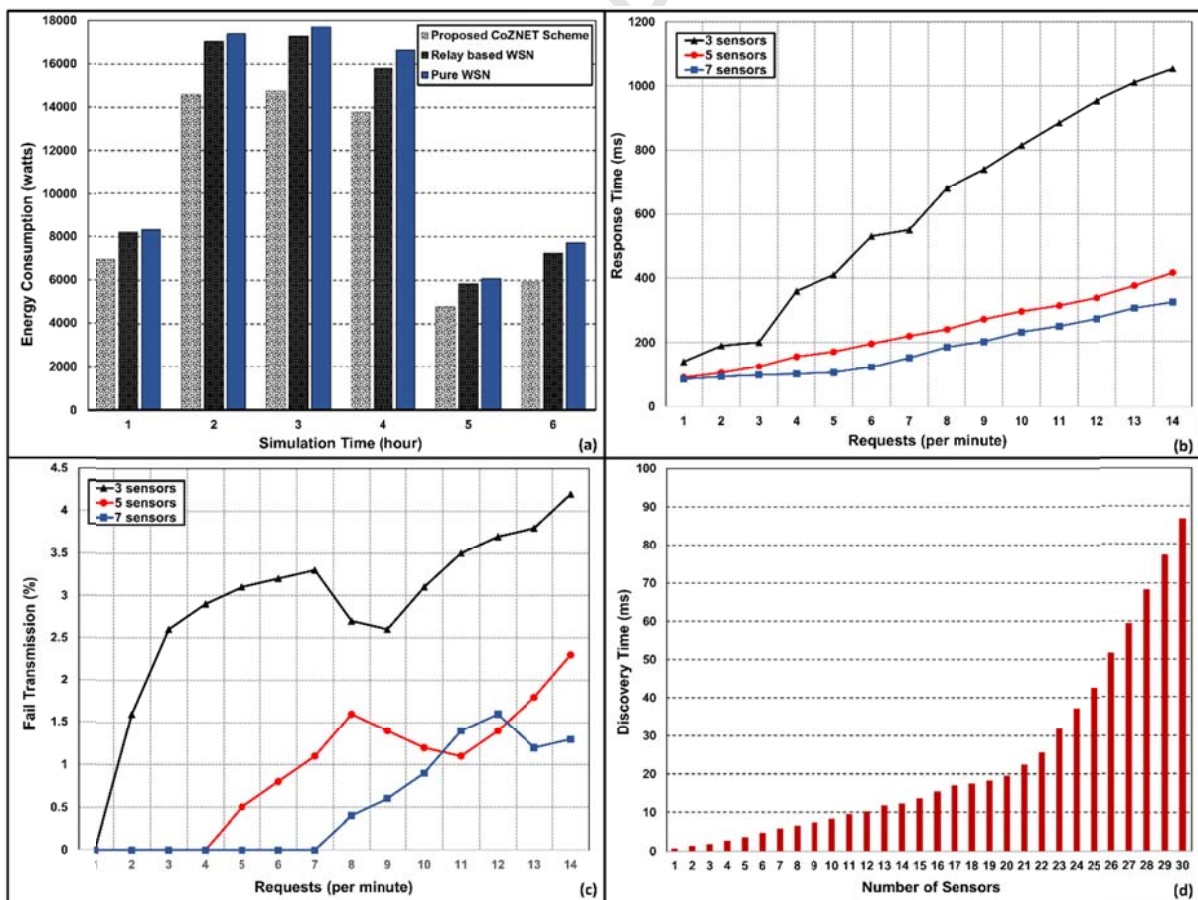 18000
16000
14000
12000
10000
8000
6000
4000
2000
0
Energy Consumption (watts)
Proposed CoZNET Scheme
Relay based WSN
Pure WSN
1 2 3 4 5 6
Simulation Time (hour)
(a)
1200
1000
800
600
400
200
0
Response Time (ms)
3 sensors
5 sensors
7 sensors
1 2 3 4 5 6 7 8 9 10 11 12 13 14
Requests (per minute)
(b)
4.5
4
3.5
3
2.5
2
1.5
1
0.5
0
Fail Transmission (%)
3 sensors
5 sensors
7 sensors
1 2 3 4 5 6 7 8 9 10 11 12 13 14
Requests (per minute)
(c)
100
90
80
70
60
50
40
30
20
10
0
Discovery Time (ms)
1 2 3 4 5 6 7 8 9 10 11 12 13 14 15 16 17 18 19 20 21 22 23 24 25 26 27 28 29 30
Number of Sensors
(d)